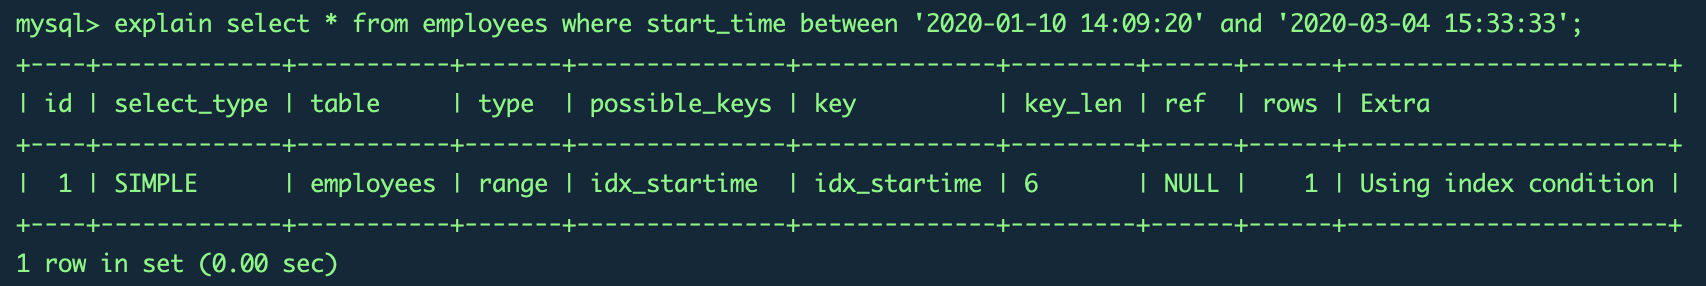 mysql> explain select * from employees where start_time between '2020-01-10 14:09:20' and '2020-03-04 15:33:33';
+----+-------------+-----------+-------+---------------+--------------+---------+------+------+-----------------------+
| id | select_type | table     | type  | possible_keys | key          | key_len | ref  | rows | Extra                 |
+----+-------------+-----------+-------+---------------+--------------+---------+------+------+-----------------------+
|  1 | SIMPLE      | employees | range | idx_startime  | idx_startime | 6       | NULL |    1 | Using index condition |
+----+-------------+-----------+-------+---------------+--------------+---------+------+------+-----------------------+
1 row in set (0.00 sec)